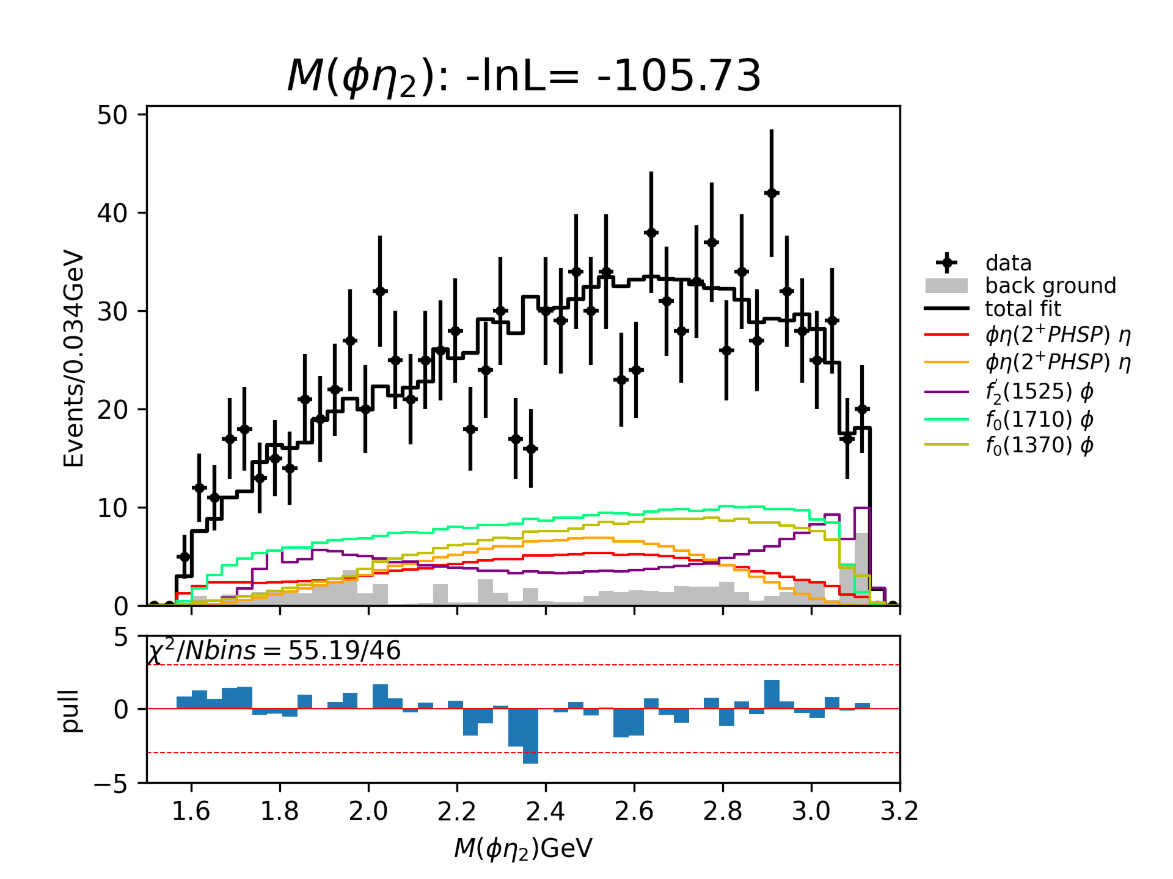 M(ϕη₂): -lnL= -105.73
50
40
30
20
10
0
Events/0.034GeV
data
back ground
total fit
ϕη(2⁺PHSP) η
ϕη(2⁺PHSP) η
f₂′(1525) ϕ
f₀(1710) ϕ
f₀(1370) ϕ
χ²/Nbins = 55.19/46
5
0
−5
pull
1.6 1.8 2.0 2.2 2.4 2.6 2.8 3.0 3.2
M(ϕη₂)GeV